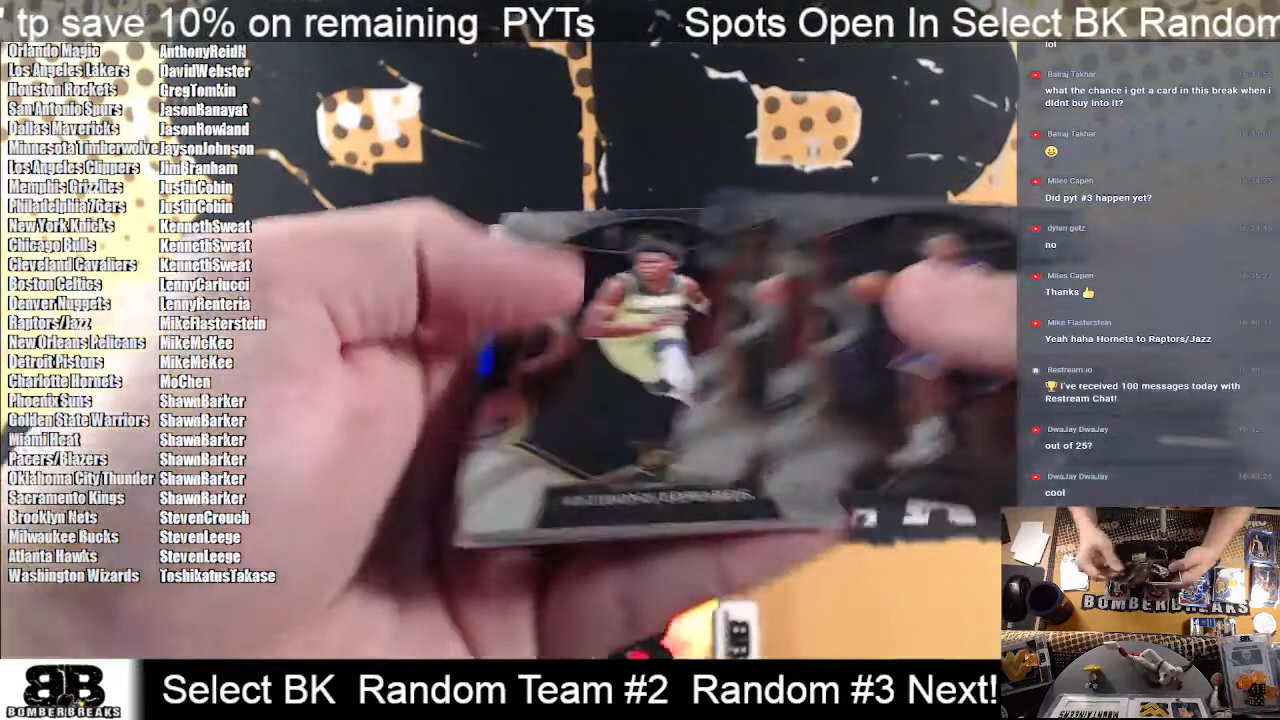 ' tp save 10% on remaining PYTs Spots Open In Select BK Random
Orlando Magic AnthonyReidN
Los Angeles Lakers DavidWebster
Houston Rockets GregTomkin
San Antonio Spurs JasonBanayat
Dallas Mavericks JasonRowland
Minnesota Timberwolve JaysonJohnson
Los Angeles Clippers JimBranham
Memphis Grizzlies JustinCobin
Philadelphia76ers JustinCobin
New York Knicks KennethSweat
Chicago Bulls KennethSweat
Cleveland Cavaliers KennethSweat
Boston Celtics LennyCarlucci
Denver Nuggets LennyRenteria
Raptors/Jazz MikeFlasterstein
New Orleans Pelicans MikeMcKee
Detroit Pistons MikeMcKee
Charlotte Hornets MoChen
Phoenix Suns ShawnBarker
Golden State Warriors ShawnBarker
Miami Heat ShawnBarker
Pacers/Blazers ShawnBarker
Oklahoma City Thunder ShawnBarker
Sacramento Kings ShawnBarker
Brooklyn Nets StevenCrouch
Milwaukee Bucks StevenLeege
Atlanta Hawks StevenLeege
Washington Wizards ToshikatusTakase
lol
Balraj Takhar
what the chance i get a card in this break when i
didnt buy into it?
Balraj Takhar
Miles Capen
Did pyt #3 happen yet?
dylan getz
no
Miles Capen
Thanks 👍
Mike Flasterstein
Yeah haha Hornets to Raptors/Jazz
Restream.io
🏆 I've received 100 messages today with
Restream Chat!
DwaJay DwaJay
out of 25?
DwaJay DwaJay
cool
BOMBERBREAKS
BB
BOMBERBREAKS
Select BK Random Team #2 Random #3 Next!